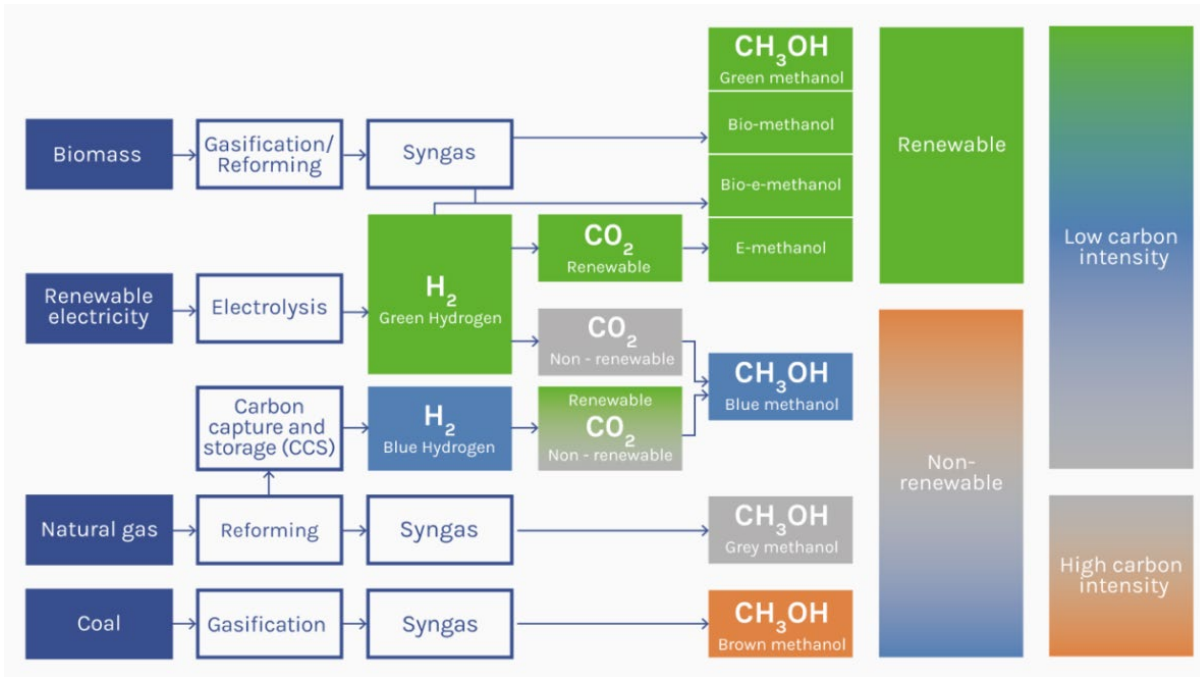 CH₃OH
Green methanol
Biomass
Gasification/
Reforming
Syngas
Bio-methanol
Renewable
Bio-e-methanol
Low carbon
intensity
Renewable
electricity
Electrolysis
H₂
Green Hydrogen
CO₂
Renewable
E-methanol
CO₂
Non - renewable
CH₃OH
Blue methanol
Carbon
capture and
storage (CCS)
H₂
Blue Hydrogen
Renewable
CO₂
Non - renewable
Non-
renewable
Natural gas
Reforming
Syngas
CH₃OH
Grey methanol
High carbon
intensity
Coal
Gasification
Syngas
CH₃OH
Brown methanol